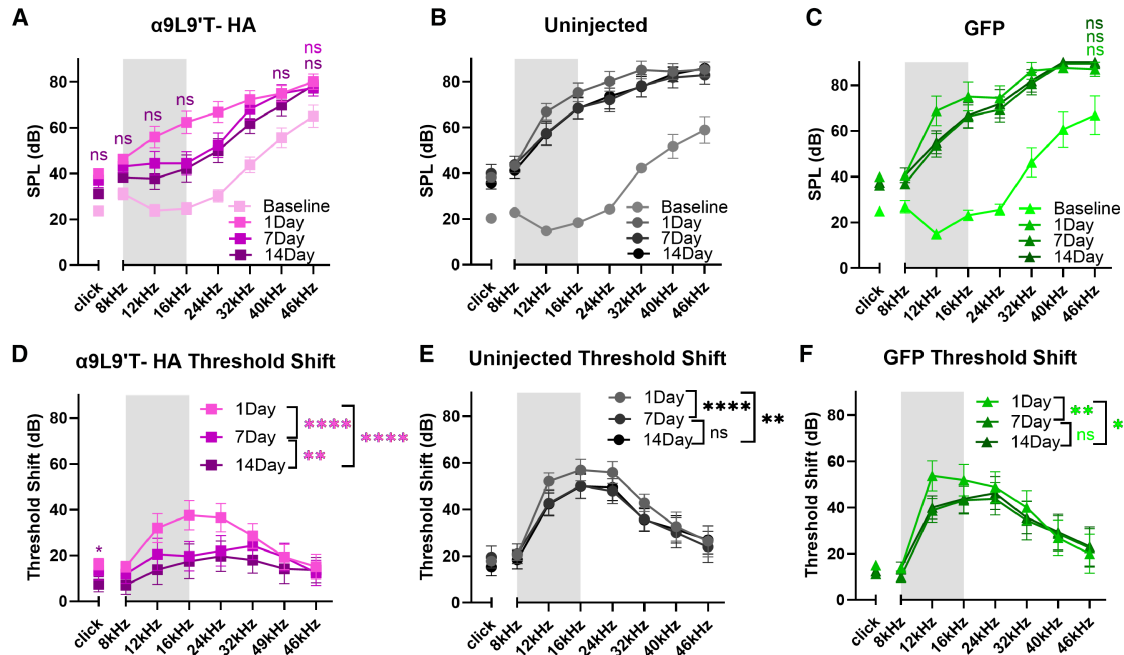 A
α9L9'T- HA
SPL (dB)
80
60
40
20
0
ns
ns
ns
ns
ns
ns
ns
Baseline
1Day
7Day
14Day
click
8kHz
12kHz
16kHz
24kHz
32kHz
40kHz
46kHz
B
Uninjected
SPL (dB)
80
60
40
20
0
Baseline
1Day
7Day
14Day
click
8kHz
12kHz
16kHz
24kHz
32kHz
40kHz
46kHz
C
GFP
SPL (dB)
80
60
40
20
0
ns
ns
ns
Baseline
1Day
7Day
14Day
click
8kHz
12kHz
16kHz
24kHz
32kHz
40kHz
46kHz
D
α9L9'T- HA Threshold Shift
Threshold Shift (dB)
80
60
40
20
0
1Day
7Day
14Day
****
**
****
*
click
8kHz
12kHz
16kHz
24kHz
32kHz
49kHz
46kHz
E
Uninjected Threshold Shift
Threshold Shift (dB)
80
60
40
20
0
1Day
7Day
14Day
****
ns
**
click
8kHz
12kHz
16kHz
24kHz
32kHz
40kHz
46kHz
F
GFP Threshold Shift
Threshold Shift (dB)
80
60
40
20
0
1Day
7Day
14Day
**
ns
*
click
8kHz
12kHz
16kHz
24kHz
32kHz
40kHz
46kHz